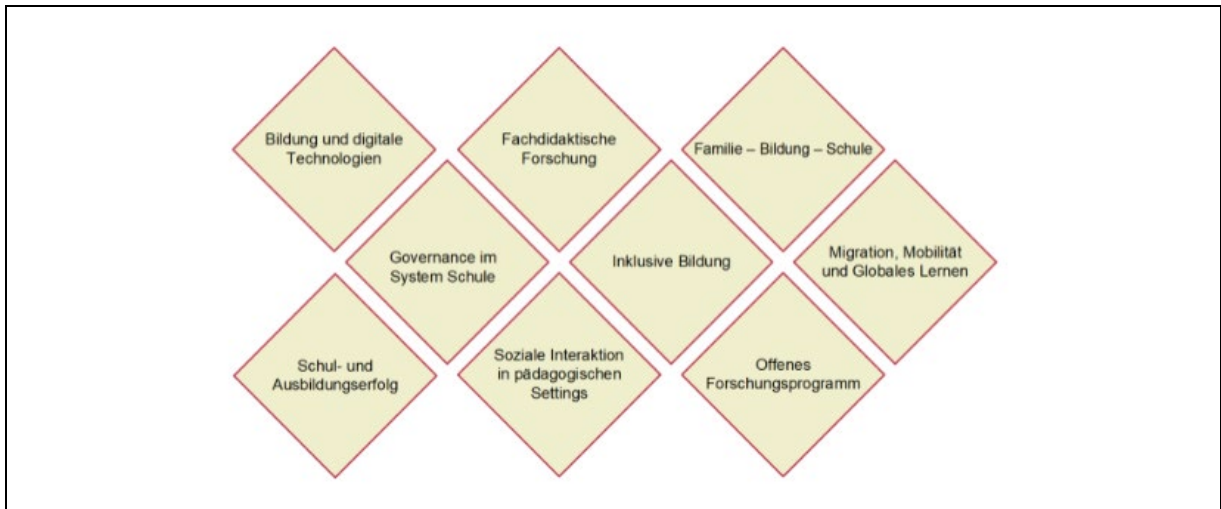 Bildung und digitale
Technologien
Fachdidaktische
Forschung
Familie – Bildung – Schule
Governance im
System Schule
Inklusive Bildung
Migration, Mobilität
und Globales Lernen
Schul- und
Ausbildungserfolg
Soziale Interaktion
in pädagogischen
Settings
Offenes
Forschungsprogramm